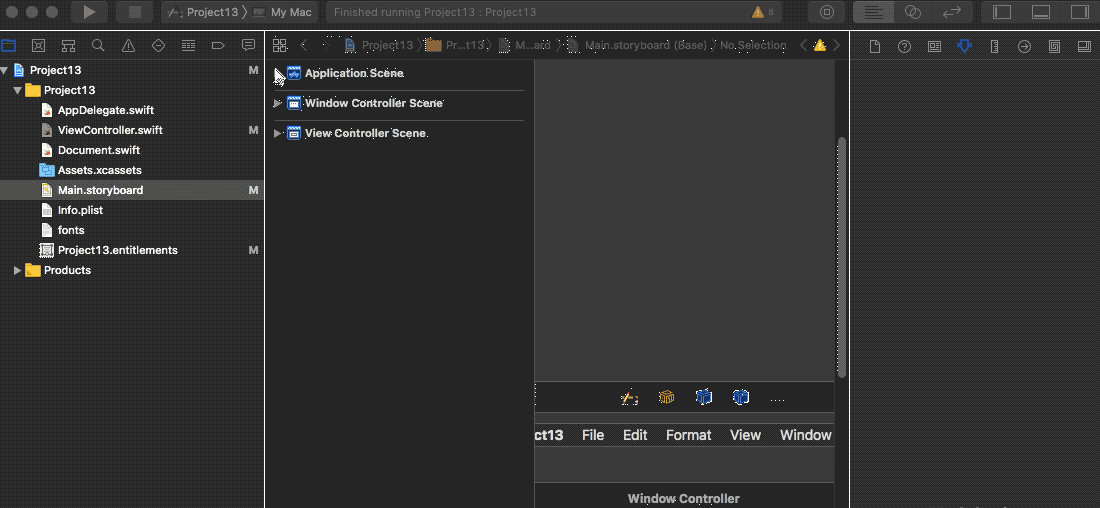 Project13 〉 My Mac
Finished running Project13 : Project13
8
Project13 〉 Pr...t13 〉 M...ard 〉 Main.storyboard (Base) 〉 No Selection
Project13 M
Project13
AppDelegate.swift
ViewController.swift M
Document.swift
Assets.xcassets
Main.storyboard M
Info.plist
fonts
Project13.entitlements M
Products
Application Scene
Window Controller Scene
View Controller Scene
ct13 File Edit Format View Window
Window Controller